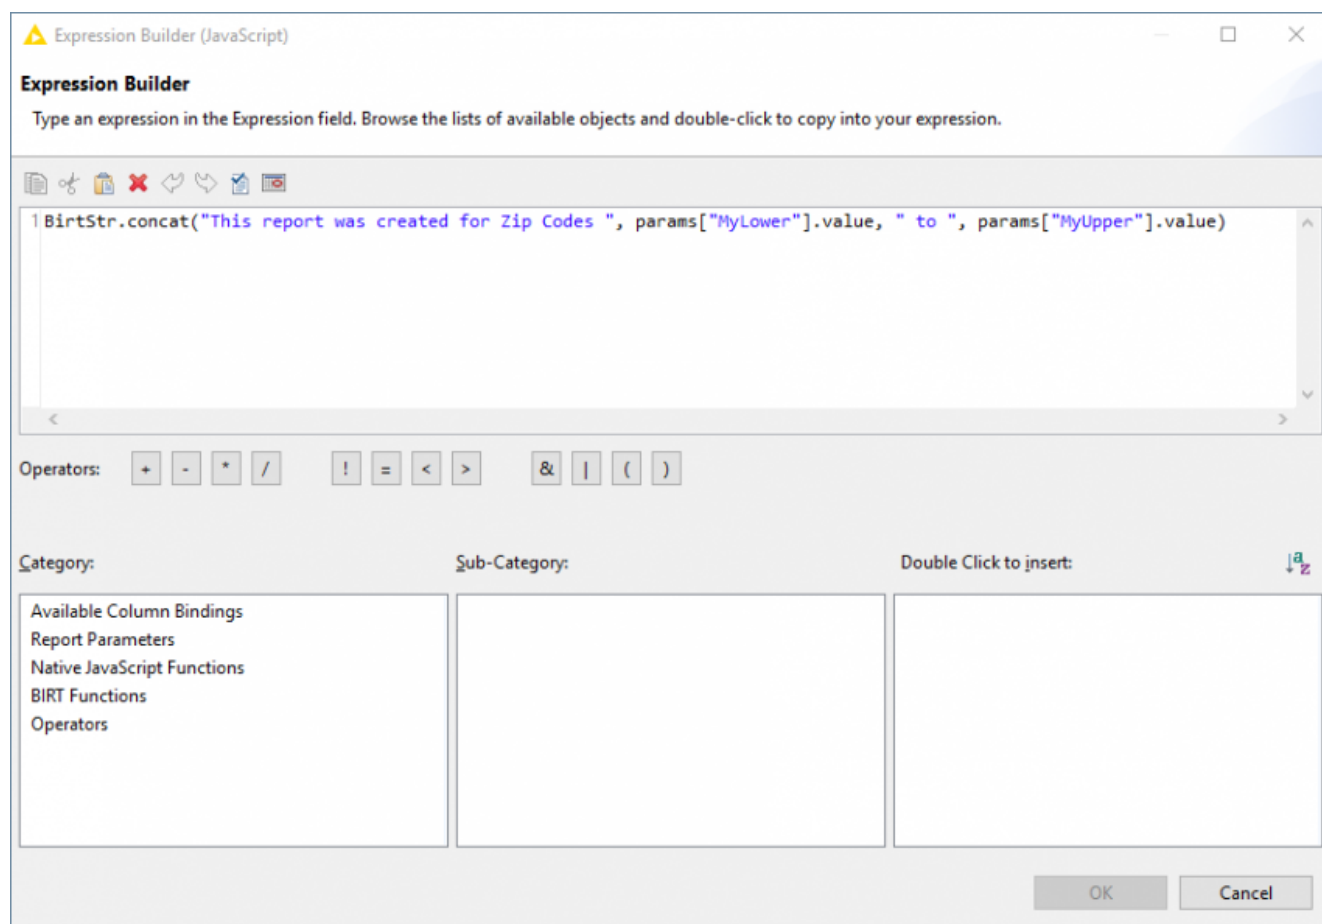 Expression Builder (JavaScript)
Expression Builder
Type an expression in the Expression field. Browse the lists of available objects and double-click to copy into your expression.
1 BirtStr.concat("This report was created for Zip Codes ", params["MyLower"].value, " to ", params["MyUpper"].value)
Operators: + - * / ! = < > & | ( )
Category: Sub-Category: Double Click to insert: a z
Available Column Bindings
Report Parameters
Native JavaScript Functions
BIRT Functions
Operators
OK Cancel